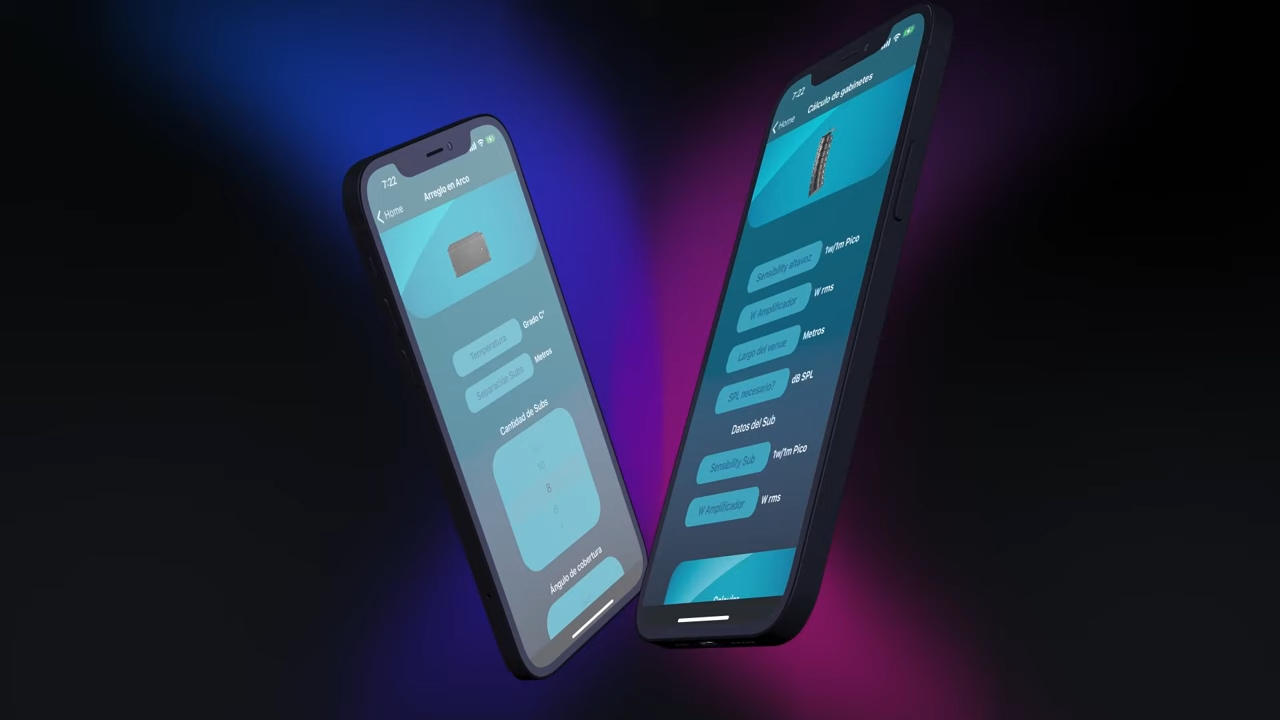 7:22
Home
Arreglo en Arco
Temperatura
Grado Cº
Separación Subs
Metros
Cantidad de Subs
10
8
6
Ángulo de cobertura
7:22
Home
Cálculo de gabinetes
Sensibility altavoz
1w/1m Pico
W Amplificador
W rms
Largo del venue
Metros
SPL necesario?
dB SPL
Datos del Sub
Sensibility Sub
1w/1m Pico
W Amplificador
W rms